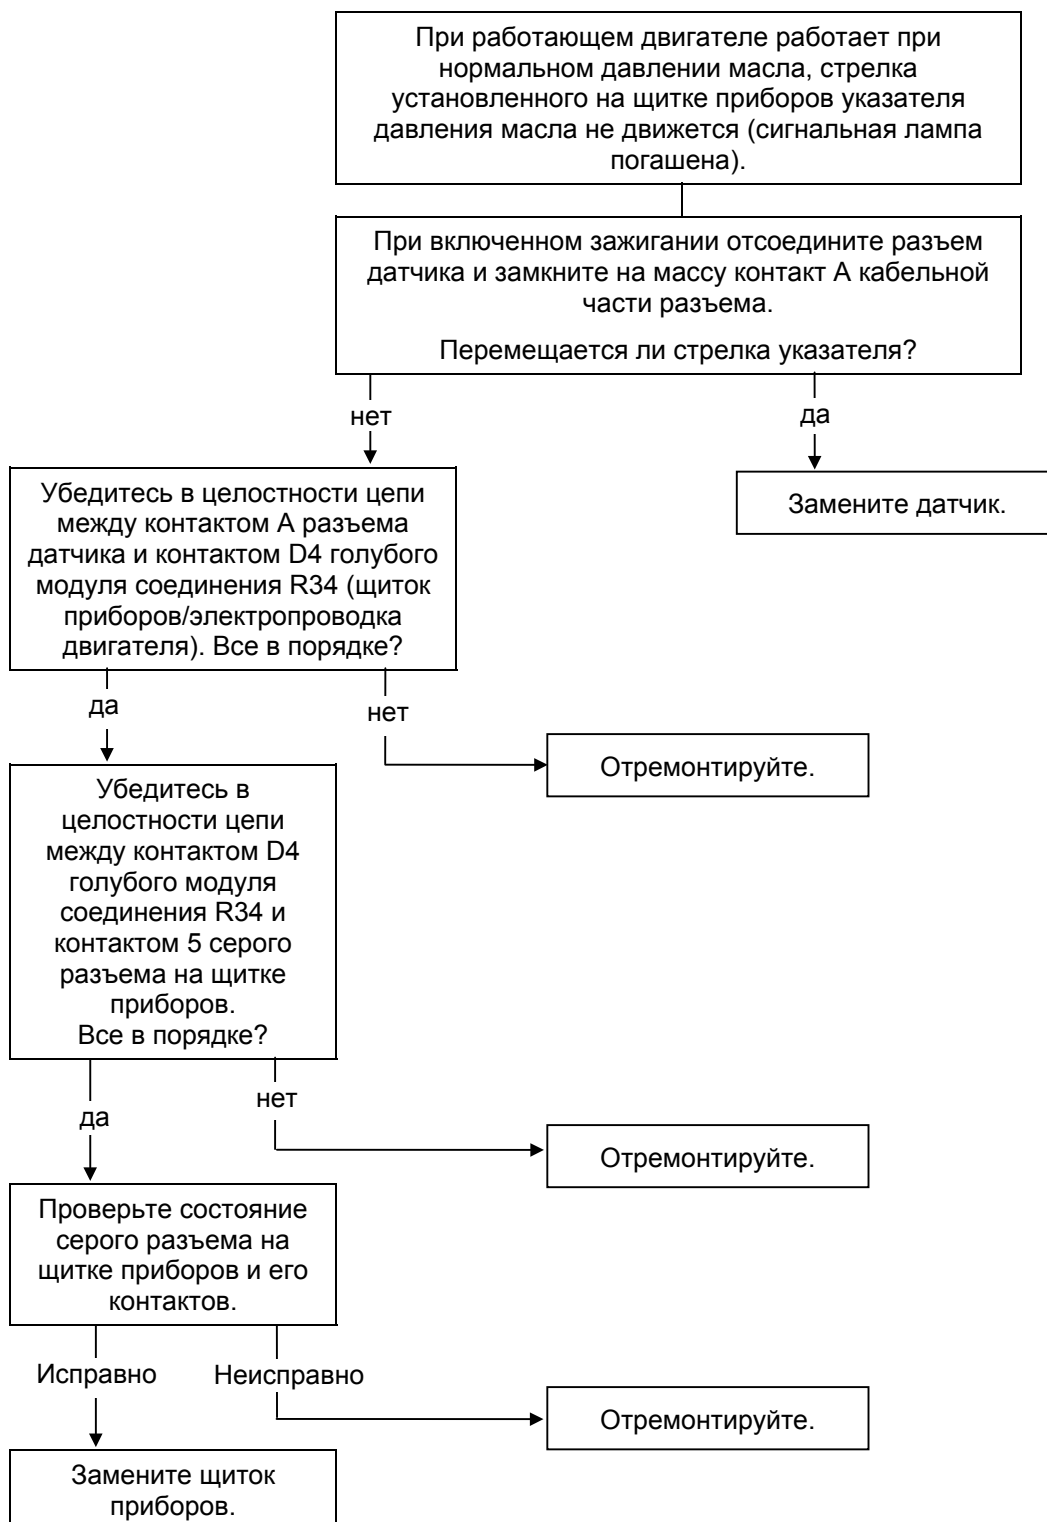 При работающем двигателе работает при
нормальном давлении масла, стрелка
установленного на щитке приборов указателя
давления масла не движется (сигнальная лампа
погашена).
При включенном зажигании отсоедините разъем
датчика и замкните на массу контакт А кабельной
части разъема.
Перемещается ли стрелка указателя?
нет
да
Убедитесь в целостности цепи
между контактом А разъема
датчика и контактом D4 голубого
модуля соединения R34 (щиток
приборов/электропроводка
двигателя). Все в порядке?
Замените датчик.
да
нет
Отремонтируйте.
Убедитесь в
целостности цепи
между контактом D4
голубого модуля
соединения R34 и
контактом 5 серого
разъема на щитке
приборов.
Все в порядке?
да
нет
Отремонтируйте.
Проверьте состояние
серого разъема на
щитке приборов и его
контактов.
Исправно
Неисправно
Отремонтируйте.
Замените щиток
приборов.